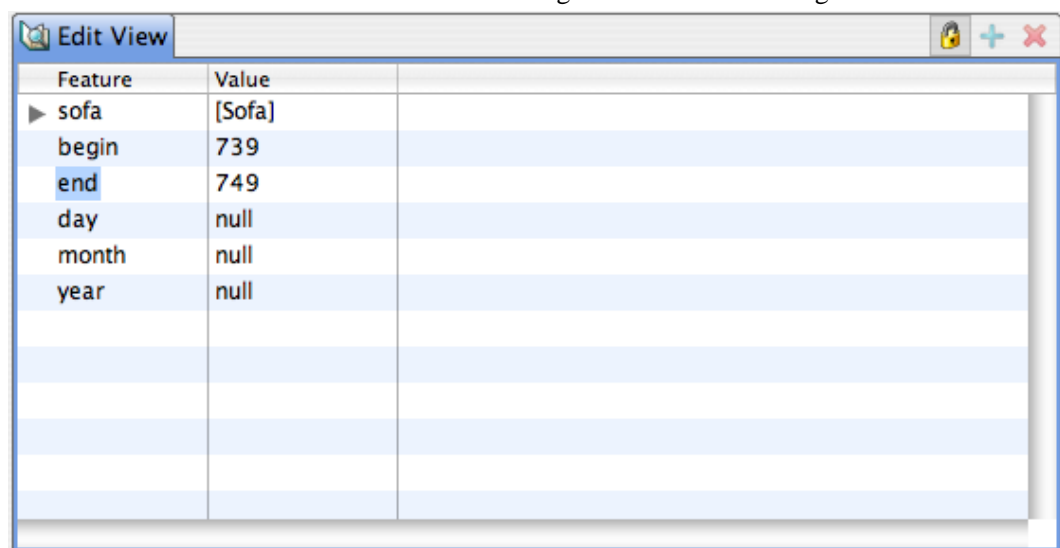 Edit View
Feature Value
sofa [Sofa]
begin 739
end 749
day null
month null
year null